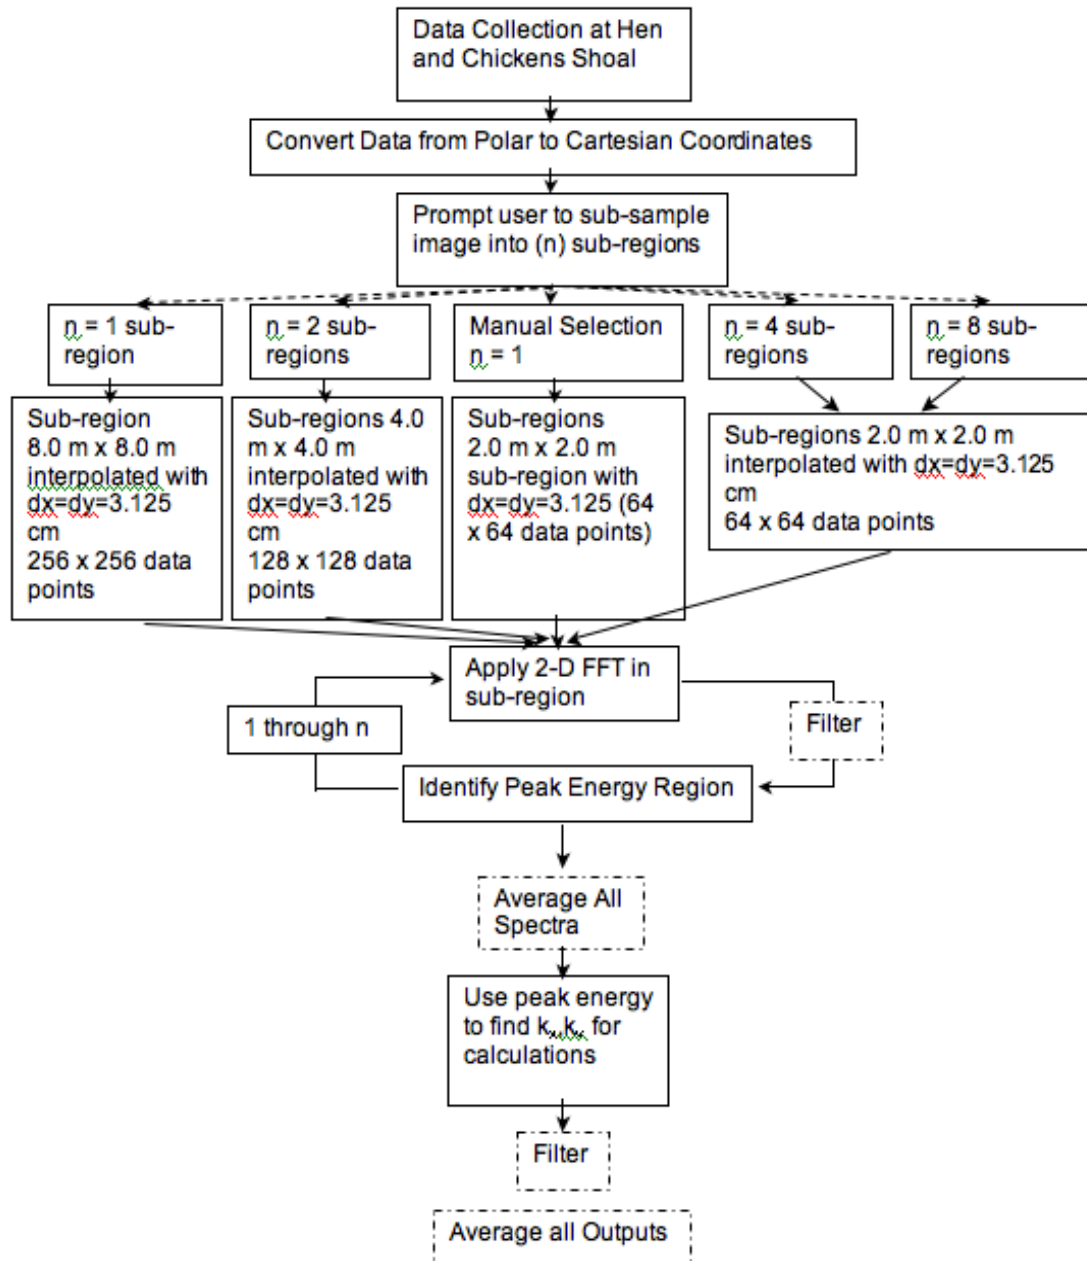 Data Collection at Hen
and Chickens Shoal
Convert Data from Polar to Cartesian Coordinates
Prompt user to sub-sample
image into (n) sub-regions
n = 1 sub-
region
n = 2 sub-
regions
Manual Selection
n = 1
n = 4 sub-
regions
n = 8 sub-
regions
Sub-region
8.0 m x 8.0 m
interpolated with
dx=dy=3.125
cm
256 x 256 data
points
Sub-regions 4.0
m x 4.0 m
interpolated with
dx=dy=3.125
cm
128 x 128 data
points
Sub-regions
2.0 m x 2.0 m
sub-region with
dx=dy=3.125 (64
x 64 data points)
Sub-regions 2.0 m x 2.0 m
interpolated with dx=dy=3.125
cm
64 x 64 data points
Apply 2-D FFT in
sub-region
1 through n
Filter
Identify Peak Energy Region
Average All
Spectra
Use peak energy
to find k, k, for
calculations
Filter
Average all Outputs